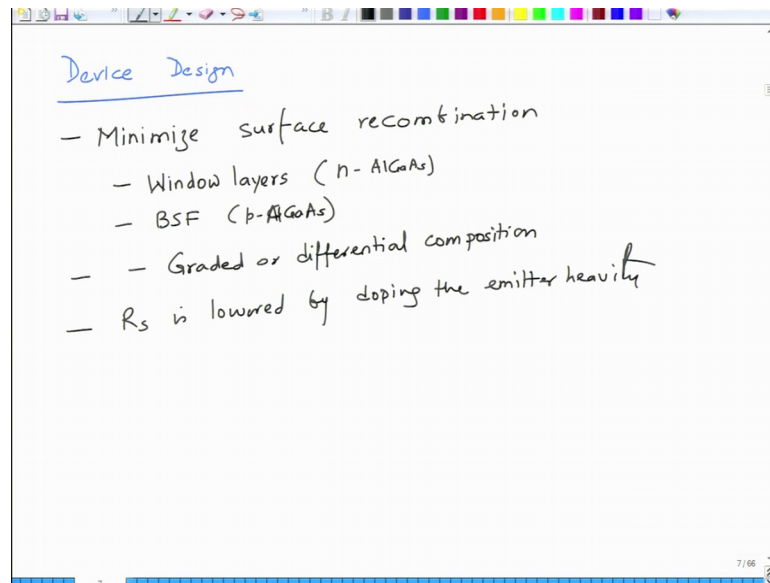 Device Design
— Minimize surface recombination
— Window layers (n-AlGaAs)
— BSF (p-AlGaAs)
— — Graded or differential composition
— Rs is lowered by doping the emitter heavily
7/66